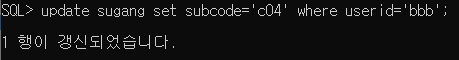 SQL> update sugang set subcode='c04' where userid='bbb';
1 행이 갱신되었습니다.